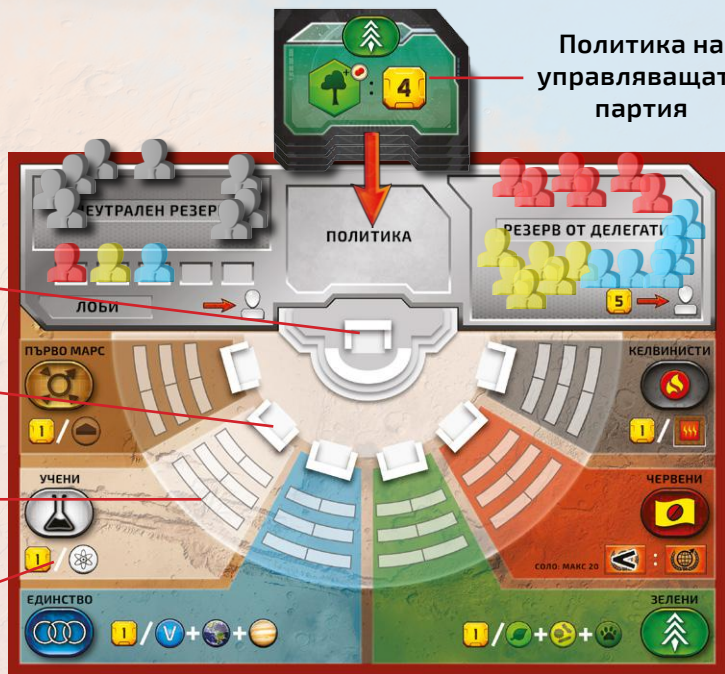 4
Политика на
управляващат
партия
НЕУТРАЛЕН РЕЗЕР
ПОЛИТИКА
РЕЗЕРВ ОТ ДЕЛЕГАТИ
ЛОБИ
5
ПЪРВО МАРС
1 /
КЕЛВИНИСТИ
1 /
УЧЕНИ
1 /
ЧЕРВЕНИ
СОЛО: МАКС 20 :
ЕДИНСТВО
1 / V + +
ЗЕЛЕНИ
1 / + +